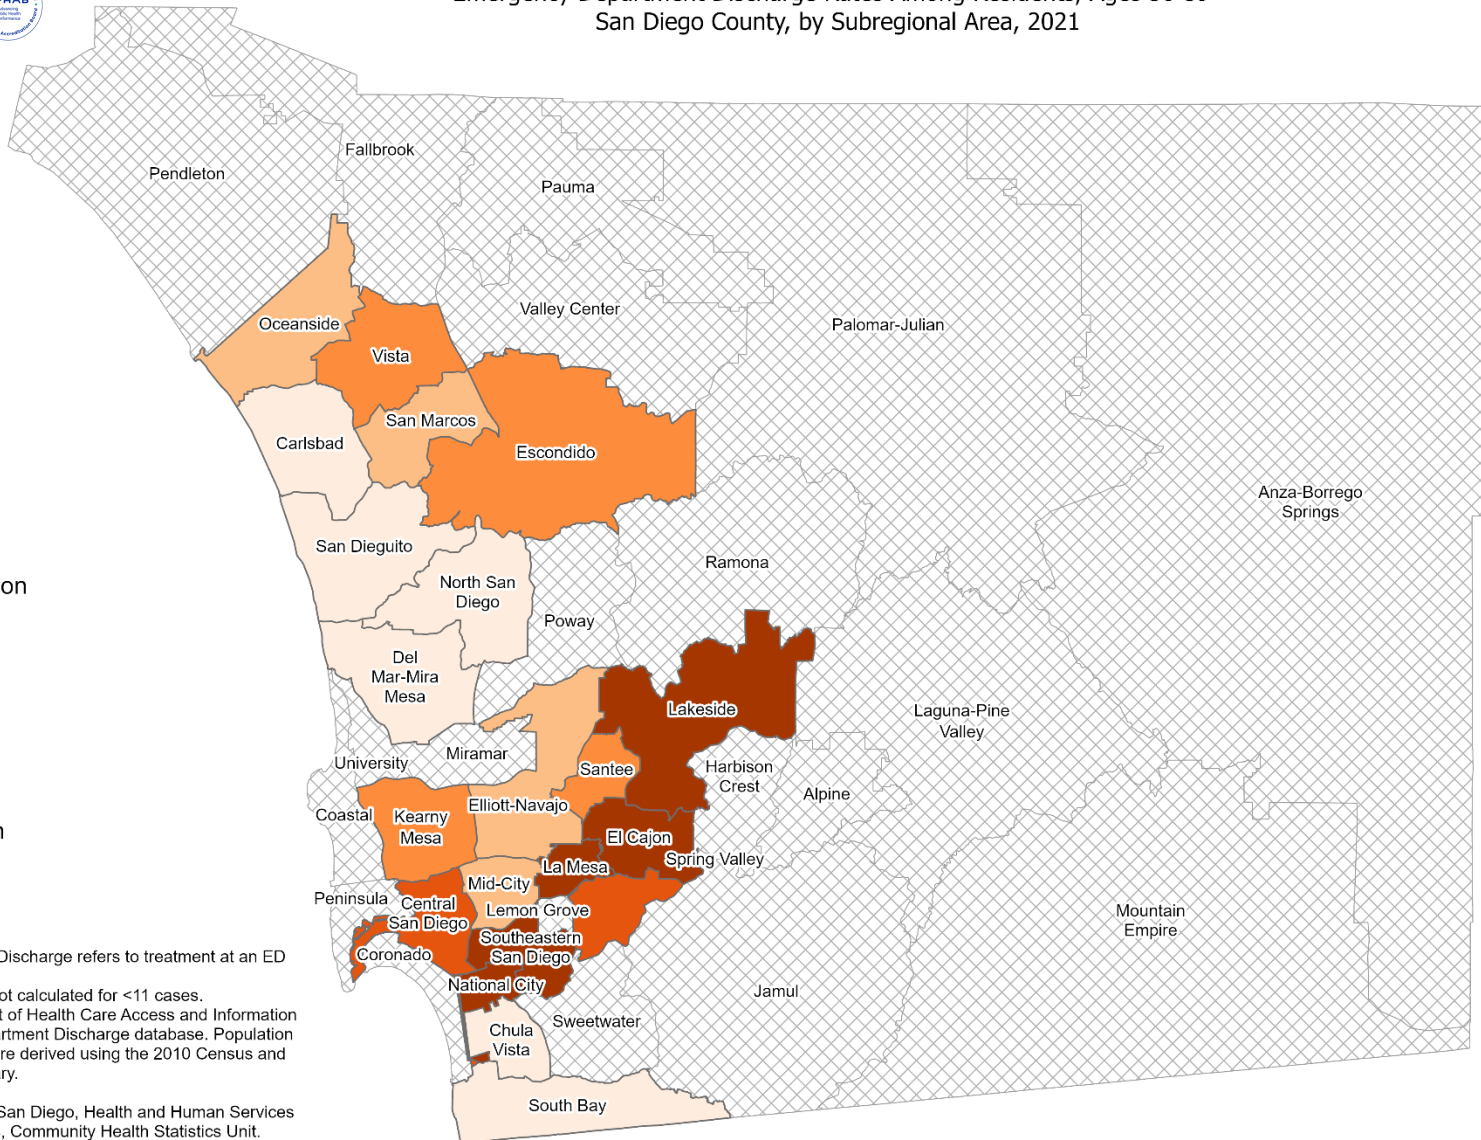 San Diego County, by Subregional Area, 2021
Fallbrook
Pendleton
Pauma
Valley Center
Oceanside
Palomar-Julian
Vista
San Marcos
Carlsbad
Escondido
Anza-Borrego
Springs
San Dieguito
Ramona
North San
Diego
on
Poway
Del
Mar-Mira
Mesa
Lakeside
Laguna-Pine
Valley
Miramar
University
Santee
Harbison
Crest
Alpine
Elliott-Navajo
Coastal
Kearny
Mesa
El Cajon
Spring Valley
La Mesa
Mid-City
Peninsula
Central
San Diego
Lemon Grove
Mountain
Empire
Southeastern
San Diego
Coronado
Discharge refers to treatment at an ED
National City
Jamul
ot calculated for <11 cases.
t of Health Care Access and Information
rtment Discharge database. Population
re derived using the 2010 Census and
ry.
Sweetwater
Chula
Vista
South Bay
San Diego, Health and Human Services
, Community Health Statistics Unit.